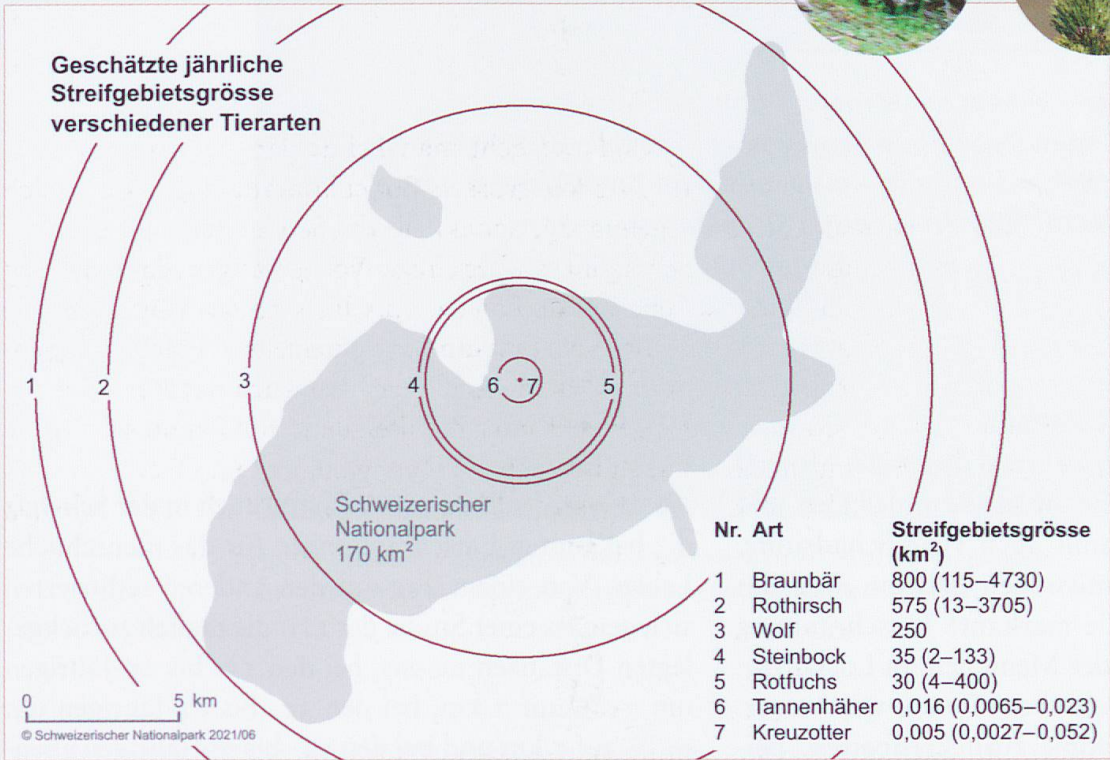 Geschätzte jährliche
Streifgebietsgrösse
verschiedener Tierarten
1
2
3
4
6
7
5
Schweizerischer
Nationalpark
170 km²
Nr. Art Streifgebietsgrösse
(km²)
1 Braunbär 800 (115–4730)
2 Rothirsch 575 (13–3705)
3 Wolf 250
4 Steinbock 35 (2–133)
5 Rotfuchs 30 (4–400)
6 Tannenhäher 0,016 (0,0065–0,023)
7 Kreuzotter 0,005 (0,0027–0,052)
0 5 km
© Schweizerischer Nationalpark 2021/06